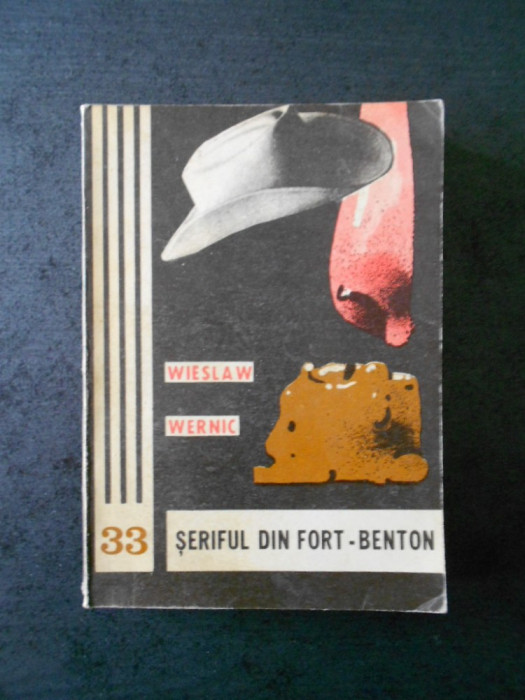 WIESLAW
WERNIC
33
ŞERIFUL DIN FORT-BENTON